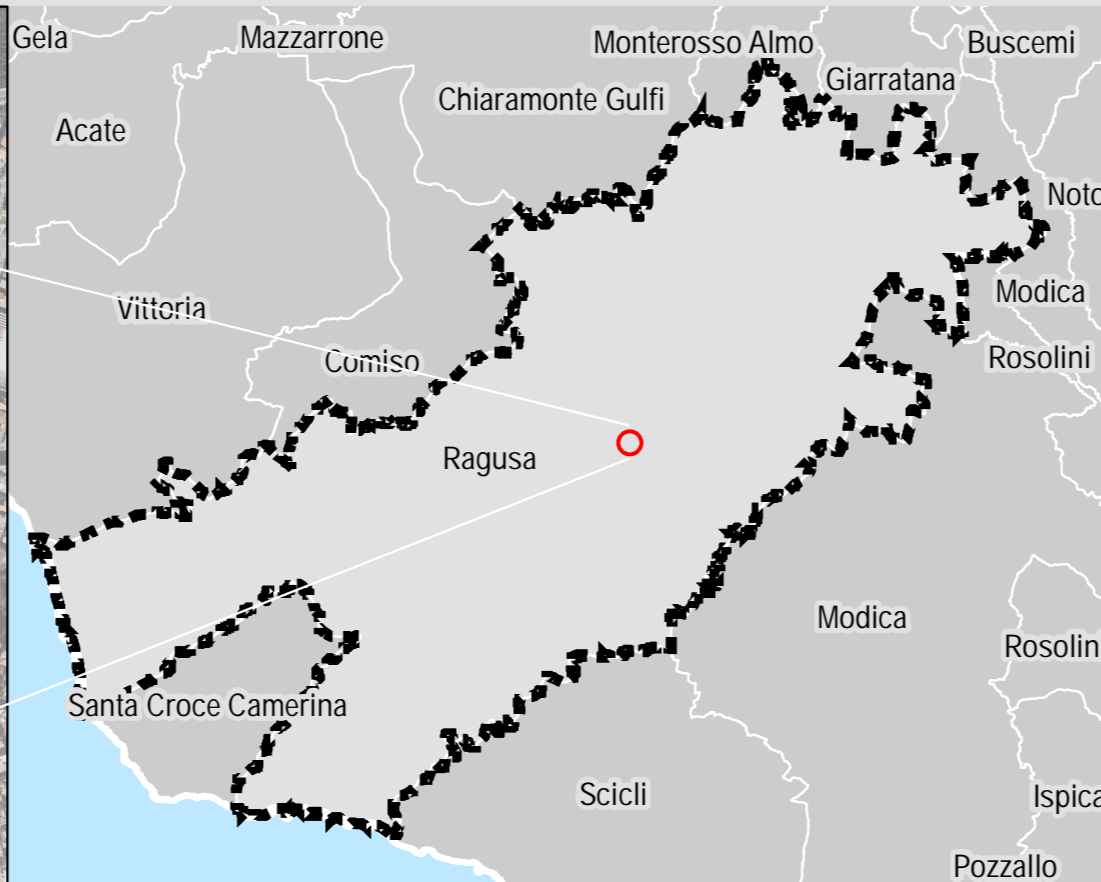 Gela
Mazzarrone
Monterosso Almo
Buscemi
Giarratana
Chiaramonte Gulfi
Acate
Noto
Modica
Vittoria
Comiso
Rosolini
Ragusa
Modica
Rosolin
Santa Croce Camerina
Scicli
Ispica
Pozzallo